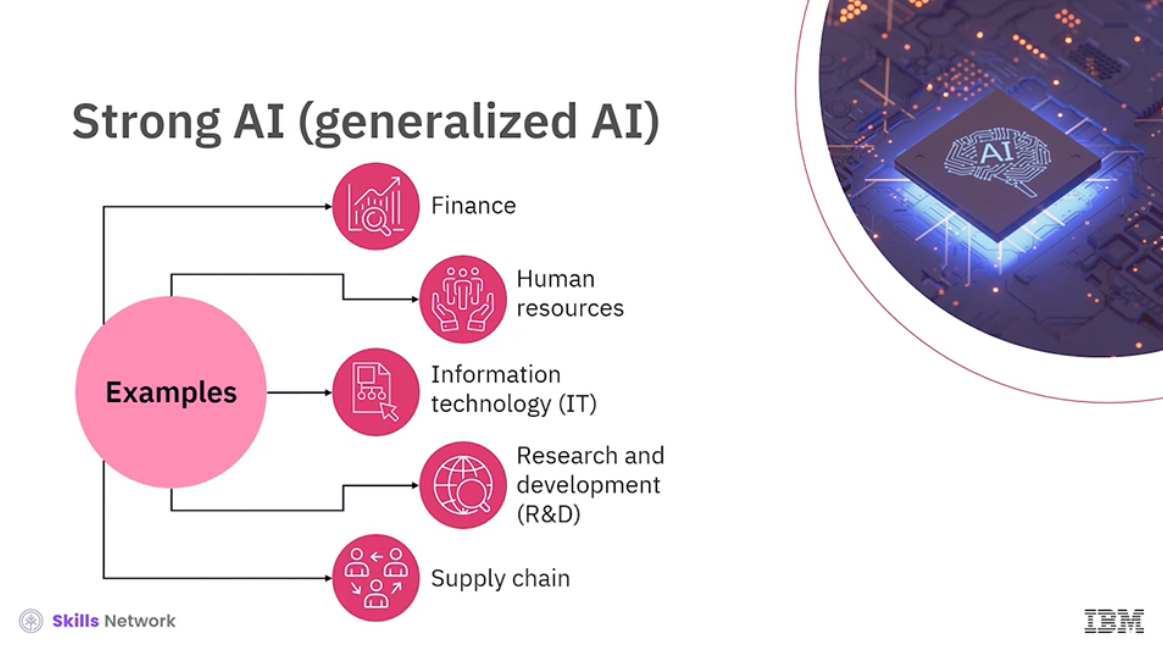 Strong AI (generalized AI)
AI
Finance
Human
resources
Examples
Information
technology (IT)
Research and
development
(R&D)
Supply chain
Skills Network
IBM